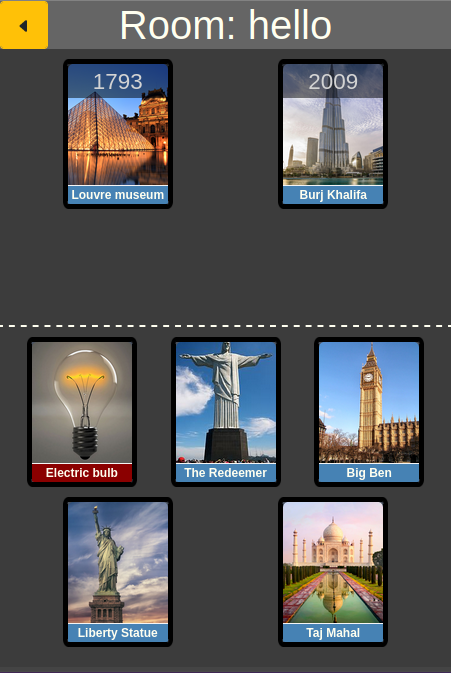 Room: hello
1793
2009
Louvre museum
Burj Khalifa
Electric bulb
The Redeemer
Big Ben
Liberty Statue
Taj Mahal